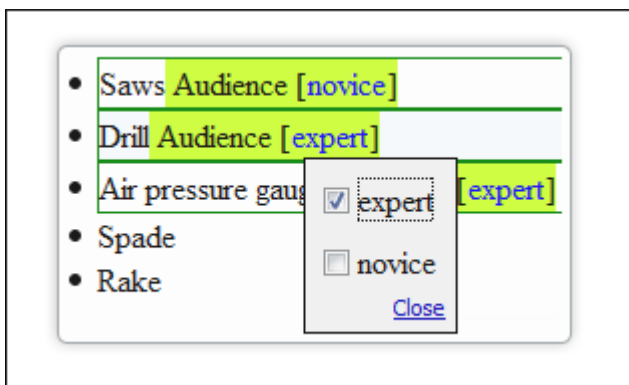 Saws Audience [novice]
Drill Audience [expert]
Air pressure gaug [expert]
expert
Spade
novice
Rake
Close